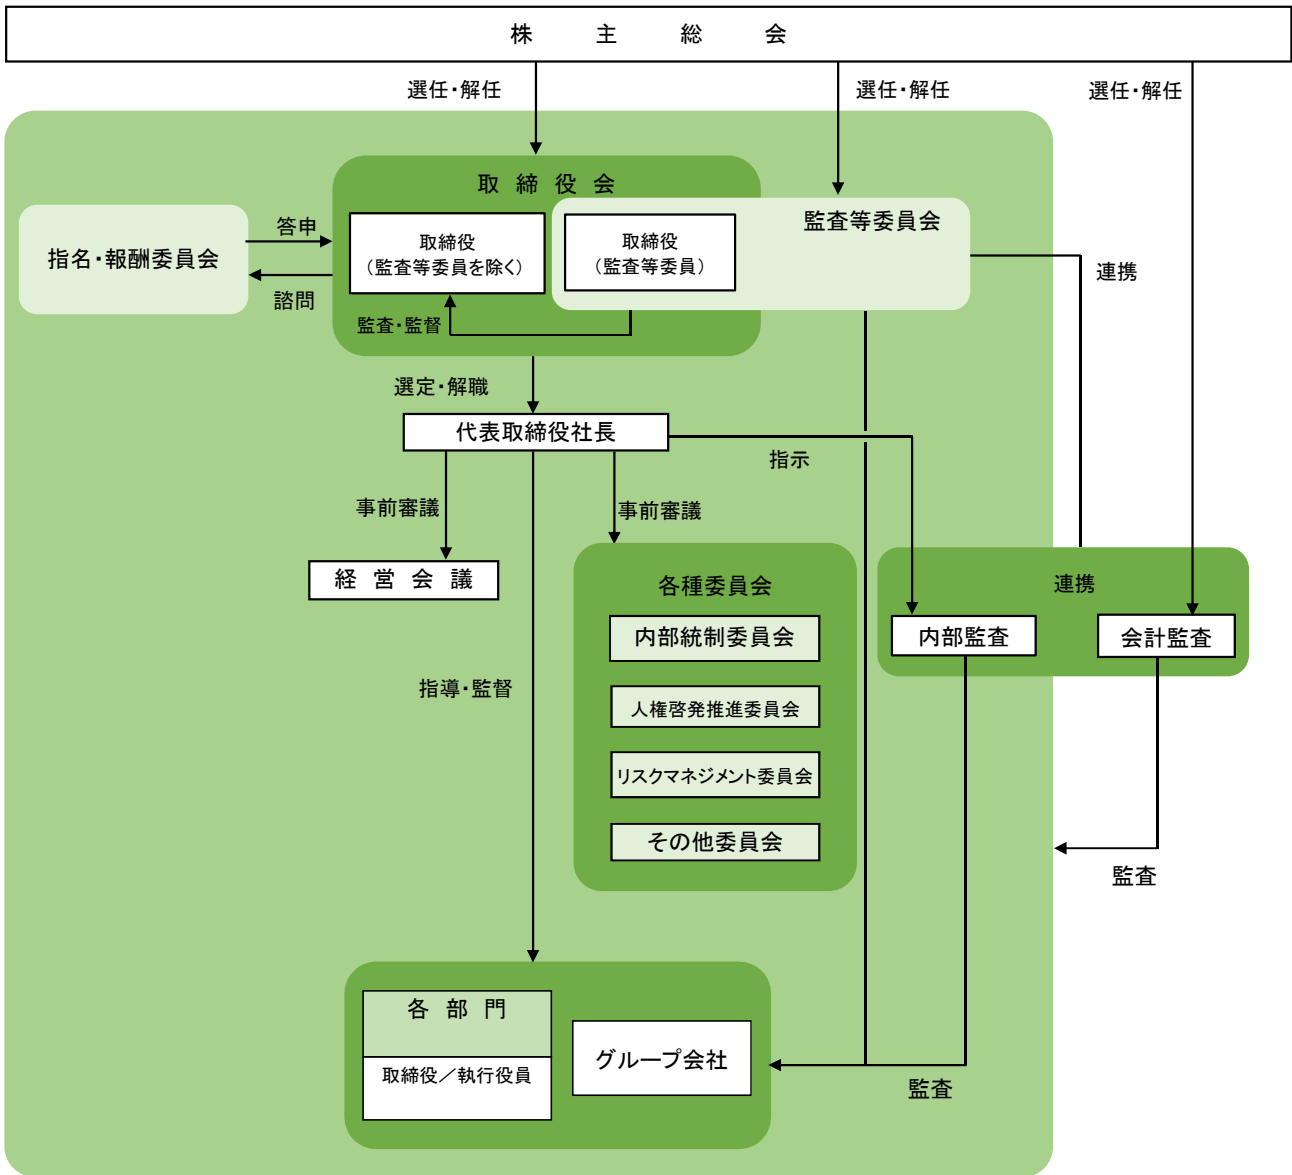 株主総会
選任・解任
選任・解任
選任・解任
取締役会
監査等委員会
取締役
（監査等委員を除く）
取締役
（監査等委員）
指名・報酬委員会
答申
諮問
連携
監査・監督
選定・解職
代表取締役社長
指示
事前審議
事前審議
経営会議
各種委員会
連携
内部統制委員会
内部監査
会計監査
指導・監督
人権啓発推進委員会
リスクマネジメント委員会
その他委員会
監査
各部門
取締役／執行役員
グループ会社
監査